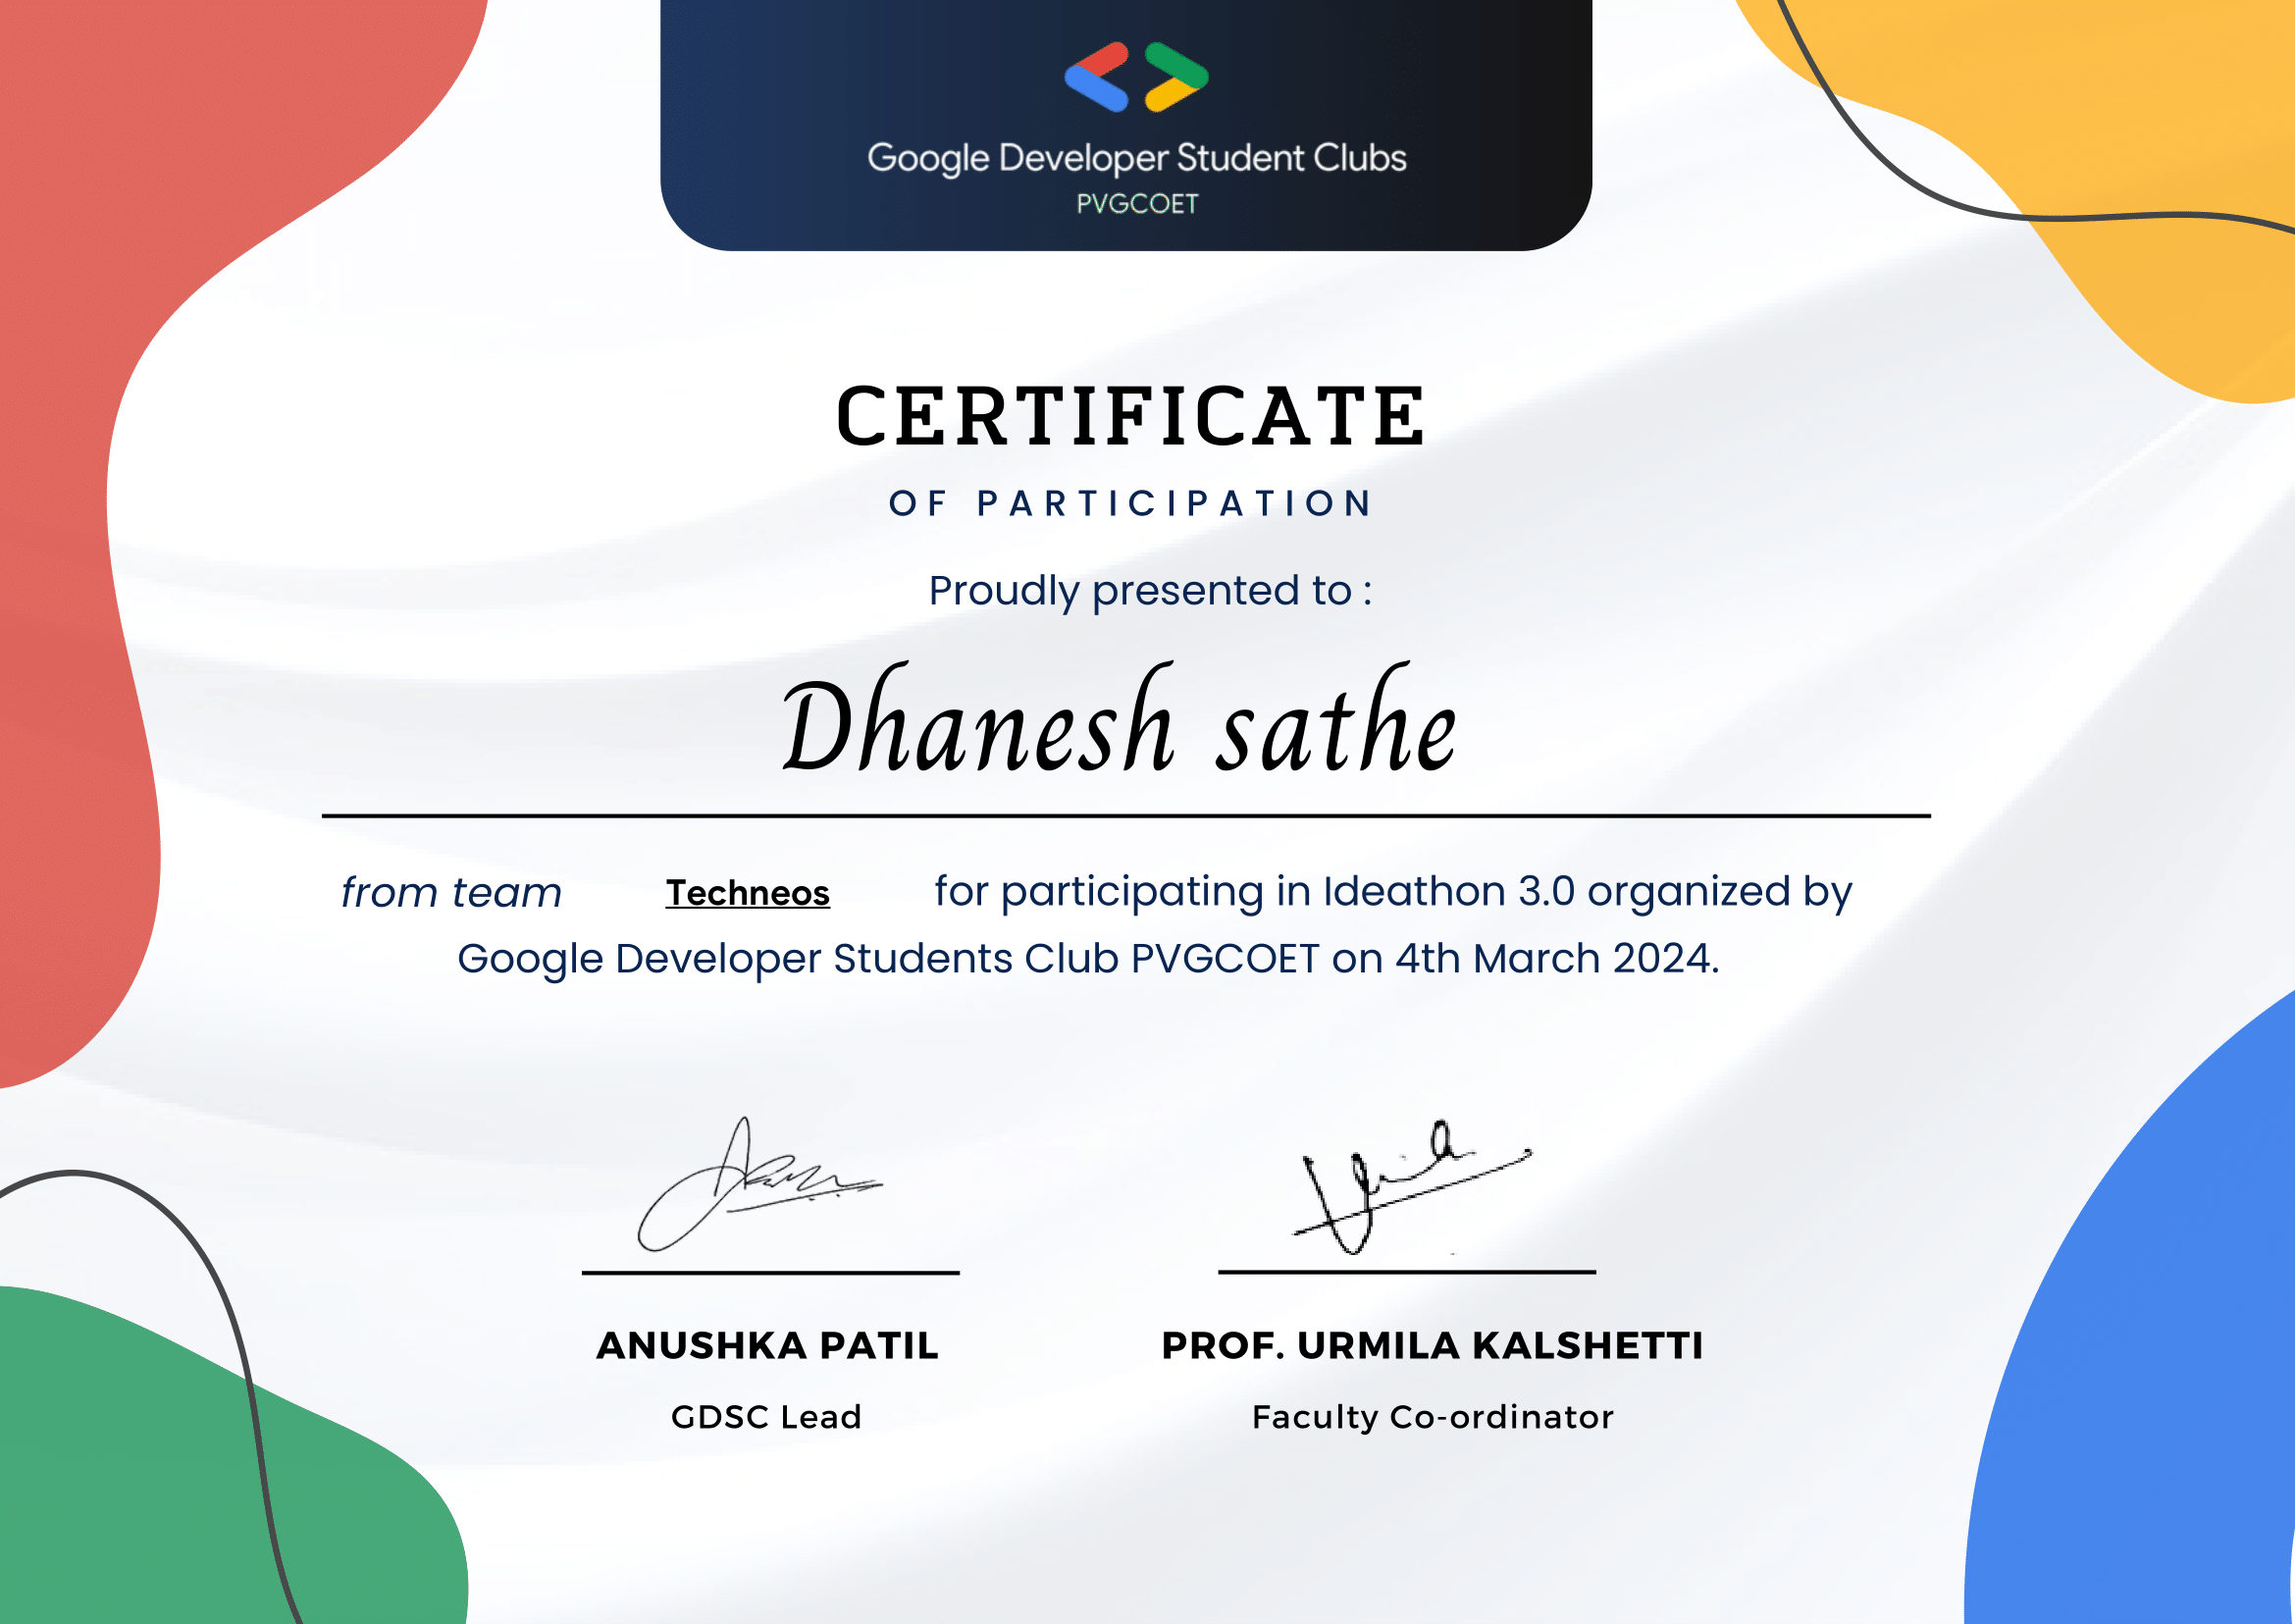 Google Developer Student Clubs
PVGCOET
CERTIFICATE
OF PARTICIPATION
Proudly presented to :
Dhanesh sathe
from team Techneos for participating in Ideathon 3.0 organized by
Google Developer Students Club PVGCOET on 4th March 2024.
ANUSHKA PATIL
GDSC Lead
PROF. URMILA KALSHETTI
Faculty Co-ordinator